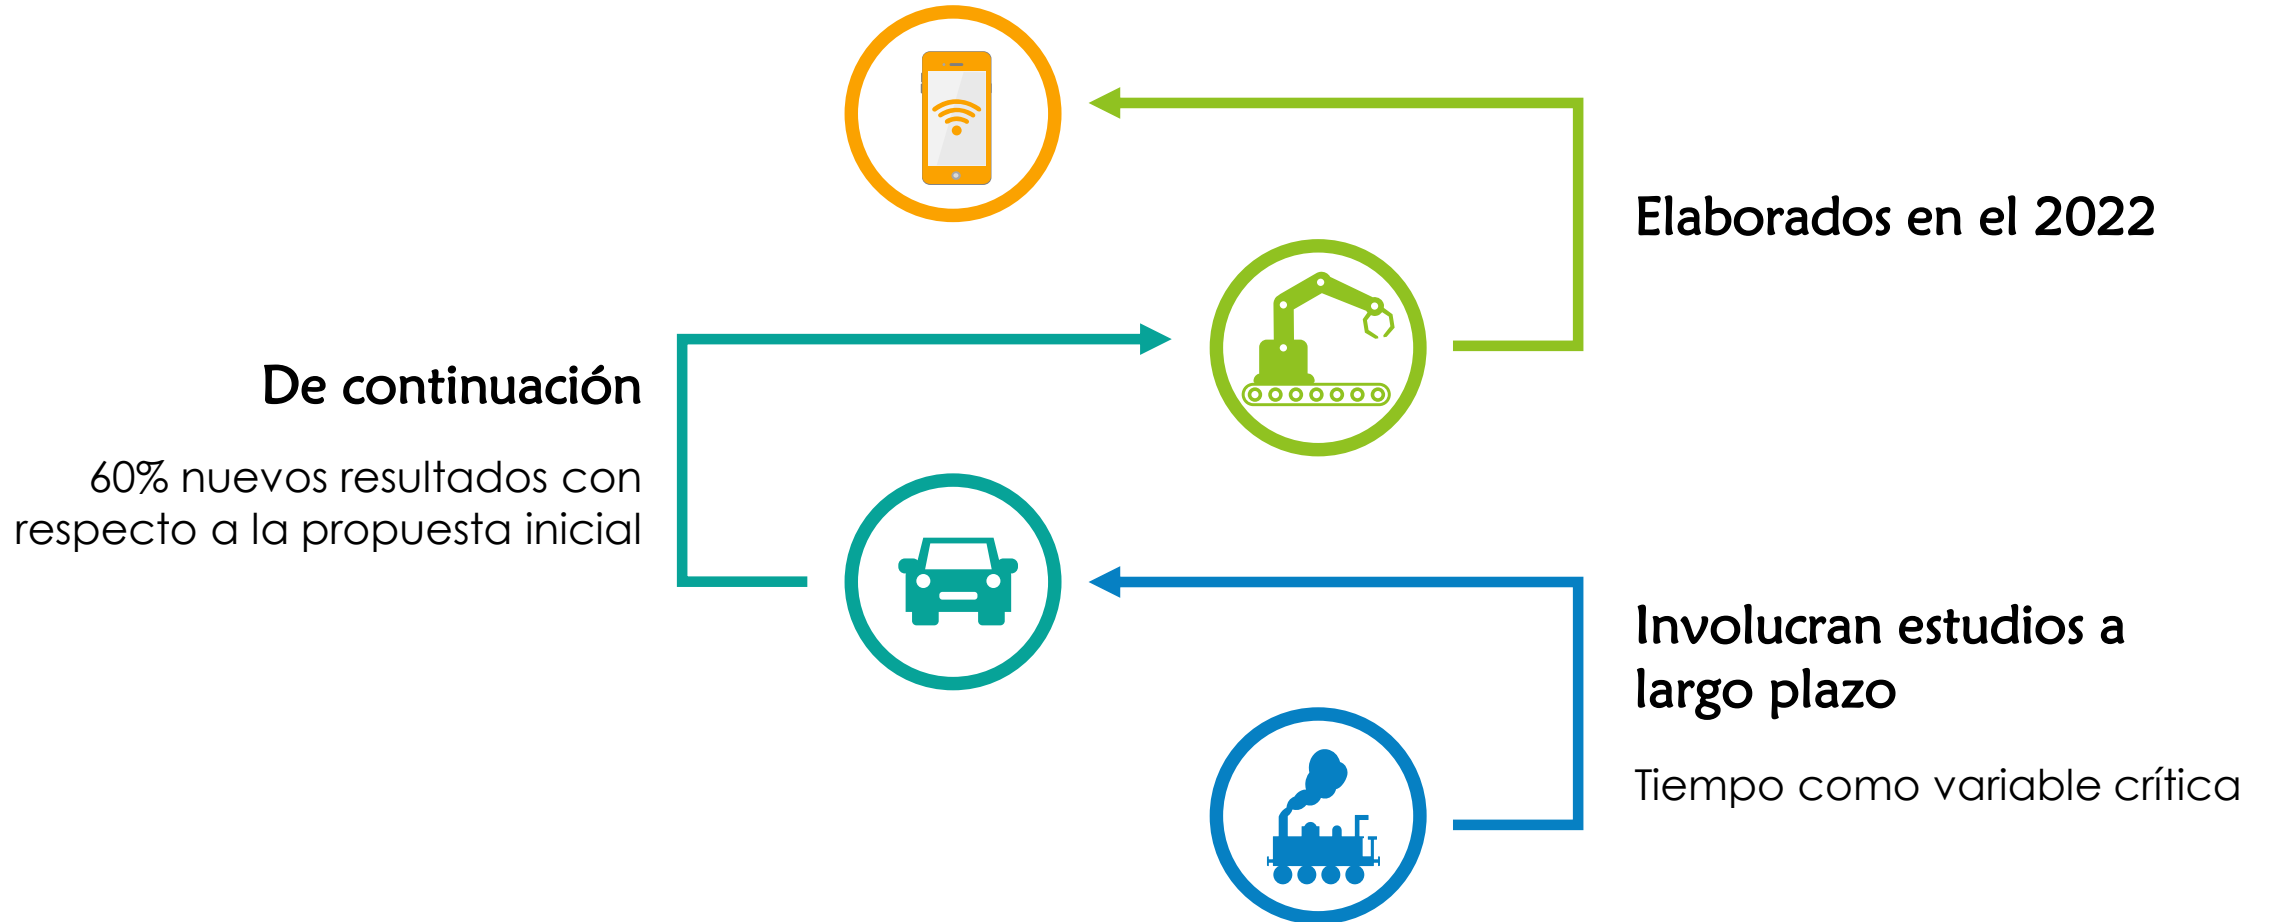 Elaborados en el 2022
De continuación
60% nuevos resultados con
respecto a la propuesta inicial
Involucran estudios a
largo plazo
Tiempo como variable crítica